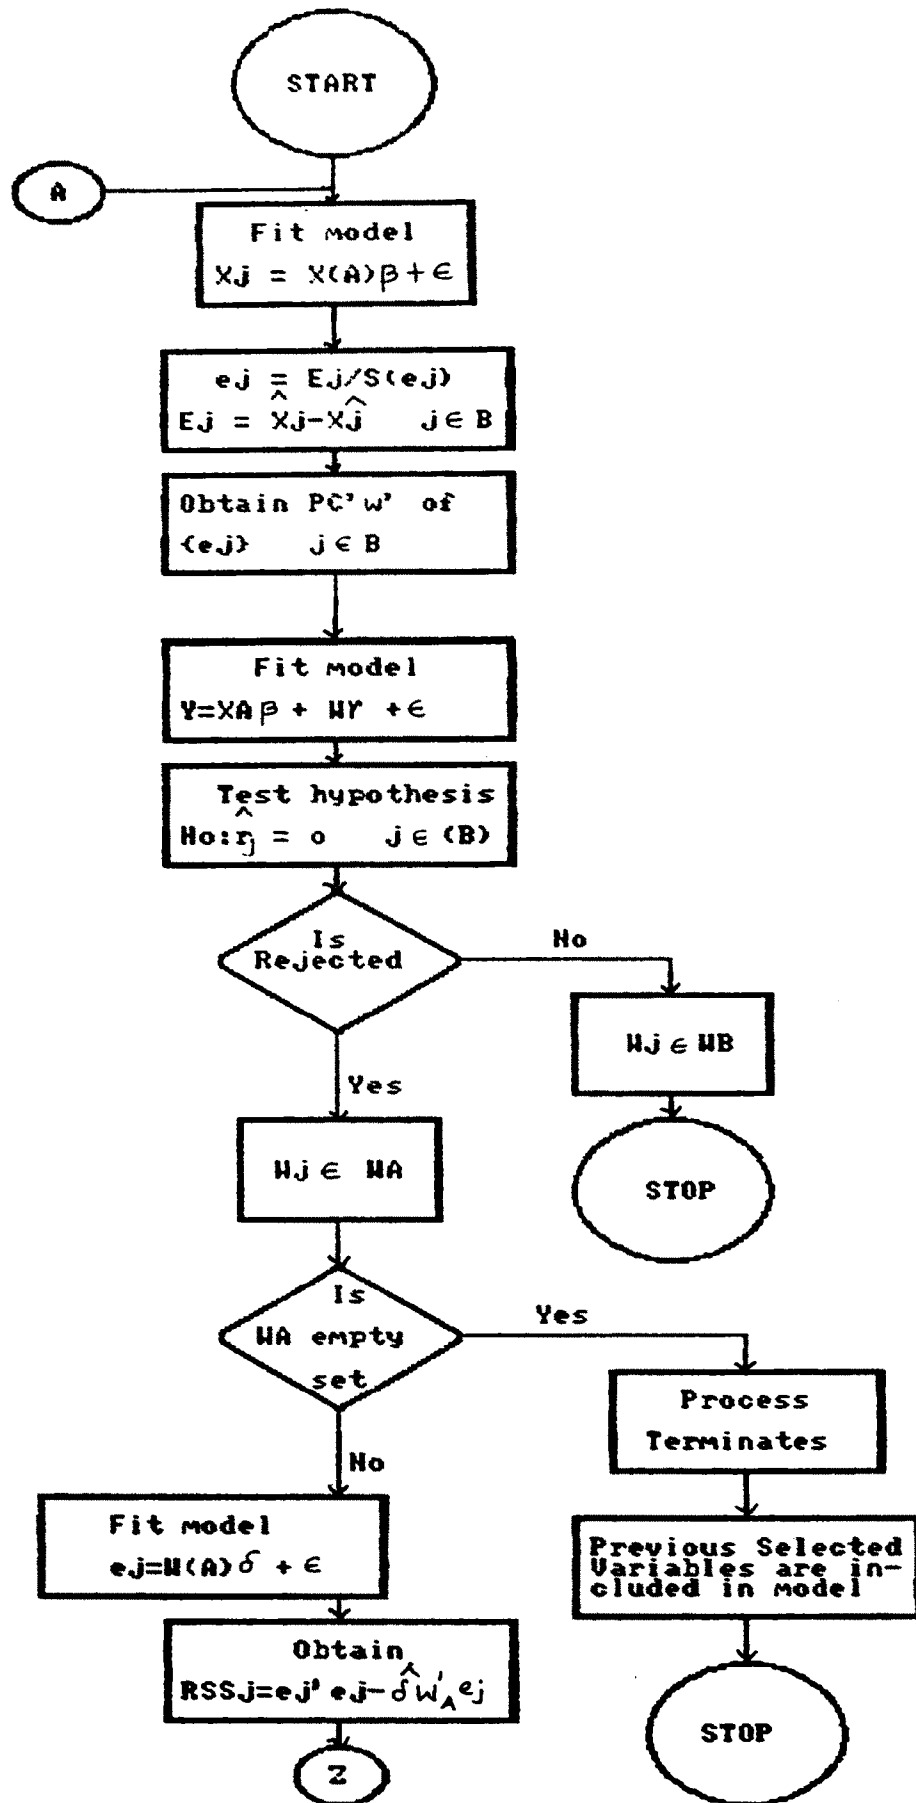 START
A
Fit model
Xj = X(A)β + ϵ
ej = Ej/S(ej)
Êj = Xj-X̂j j ϵ B
Obtain PC'w' of
{ej} j ϵ B
Fit model
Y=XAβ + Wγ + ϵ
Test hypothesis
Ho:r̂j = o j ϵ (B)
Is
Rejected
No
Wj ϵ WB
Yes
STOP
Wj ϵ WA
Is
WA empty
set
Yes
Process
Terminates
No
Fit model
ej=W(A)δ + ϵ
Previous Selected
Variables are in-
cluded in model
Obtain
RSSj=ej' ej-δ̂ W'A ej
STOP
Z